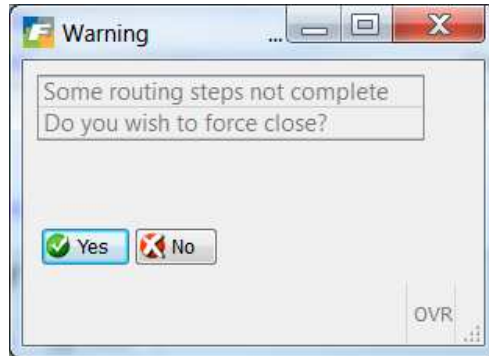 Warning ...
Some routing steps not complete
Do you wish to force close?
Yes No
OVR